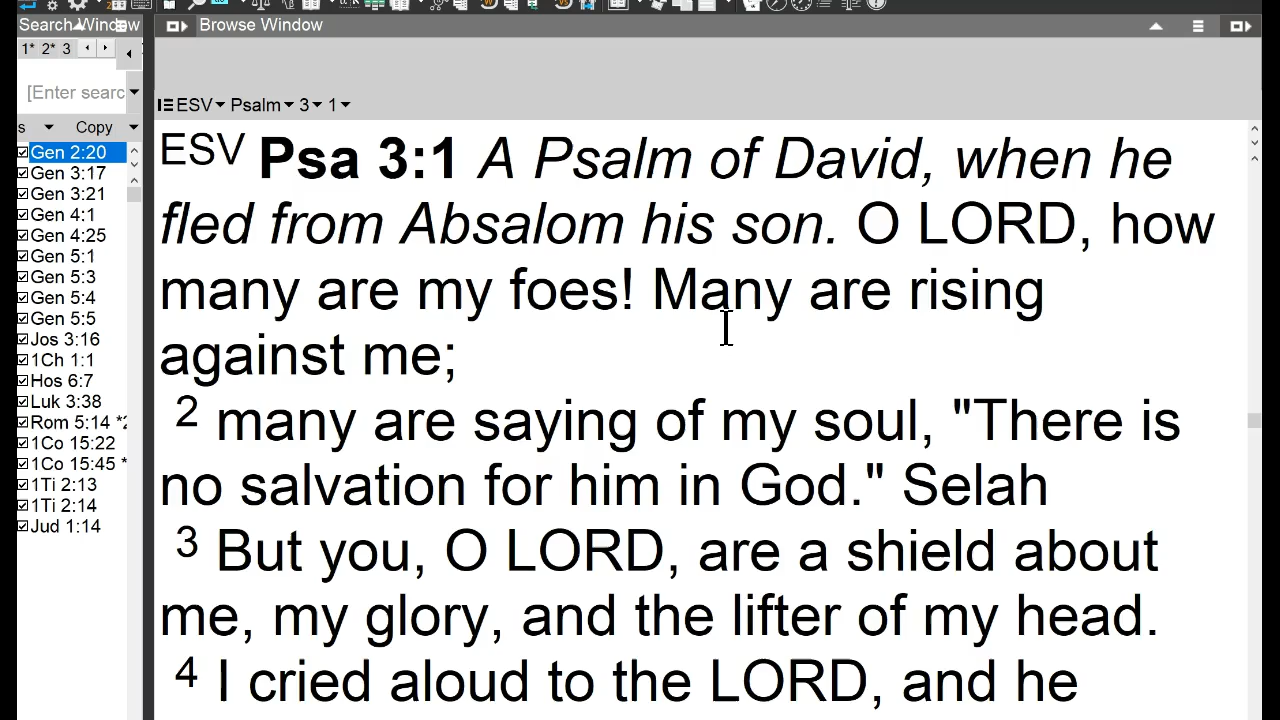 Search Window
Browse Window
1* 2* 3
[Enter searc
ESV Psalm 3 1
s Copy
Gen 2:20
Gen 3:17
Gen 3:21
Gen 4:1
Gen 4:25
Gen 5:1
Gen 5:3
Gen 5:4
Gen 5:5
Jos 3:16
1Ch 1:1
Hos 6:7
Luk 3:38
Rom 5:14 *2
1Co 15:22
1Co 15:45 *
1Ti 2:13
1Ti 2:14
Jud 1:14
ESV Psa 3:1 A Psalm of David, when he
fled from Absalom his son. O LORD, how
many are my foes! Many are rising
against me;
2 many are saying of my soul, "There is
no salvation for him in God." Selah
3 But you, O LORD, are a shield about
me, my glory, and the lifter of my head.
4 I cried aloud to the LORD, and he